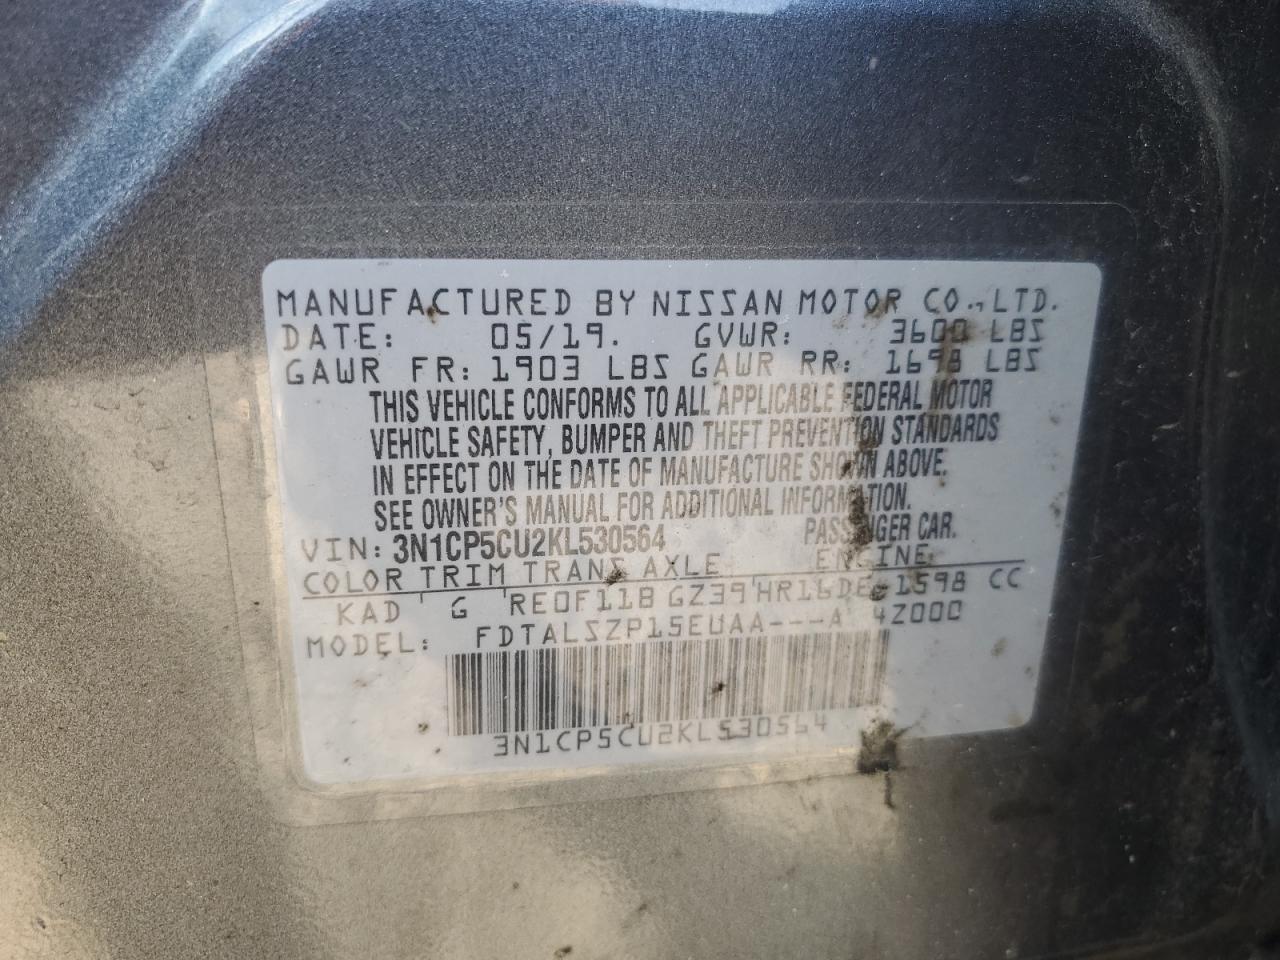 MANUFACTURED BY NISSAN MOTOR CO., LTD.
DATE: 05/19. GVWR: 3600 LBS
GAWR FR: 1903 LBS GAWR RR: 1698 LBS
THIS VEHICLE CONFORMS TO ALL APPLICABLE FEDERAL MOTOR
VEHICLE SAFETY, BUMPER AND THEFT PREVENTION STANDARDS
IN EFFECT ON THE DATE OF MANUFACTURE SHOWN ABOVE.
SEE OWNER'S MANUAL FOR ADDITIONAL INFORMATION.
VIN: 3N1CP5CU2KL530564 PASSENGER CAR.
COLOR TRIM TRANS AXLE ENGINE
KAD G RE0F11B GZ39 HR16DE 1598 CC
MODEL: FDTALSZP15EUAA---A 4Z000
3N1CP5CU2KL530564